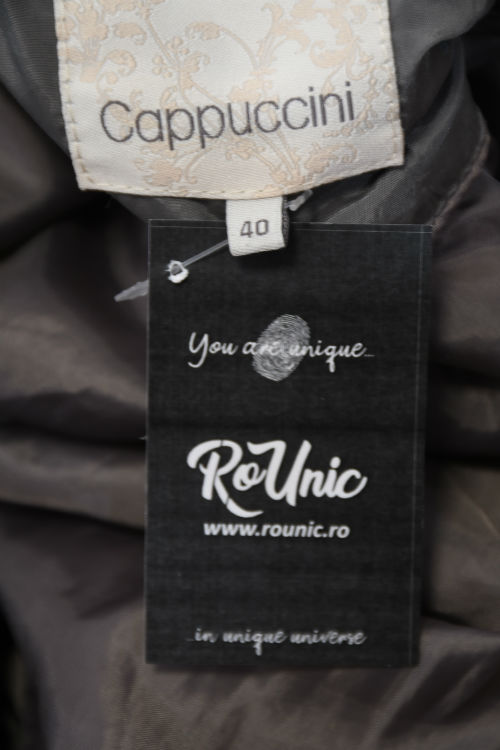 Cappuccini
40
You are unique...
RoUnic
www.rounic.ro
...in unique universe